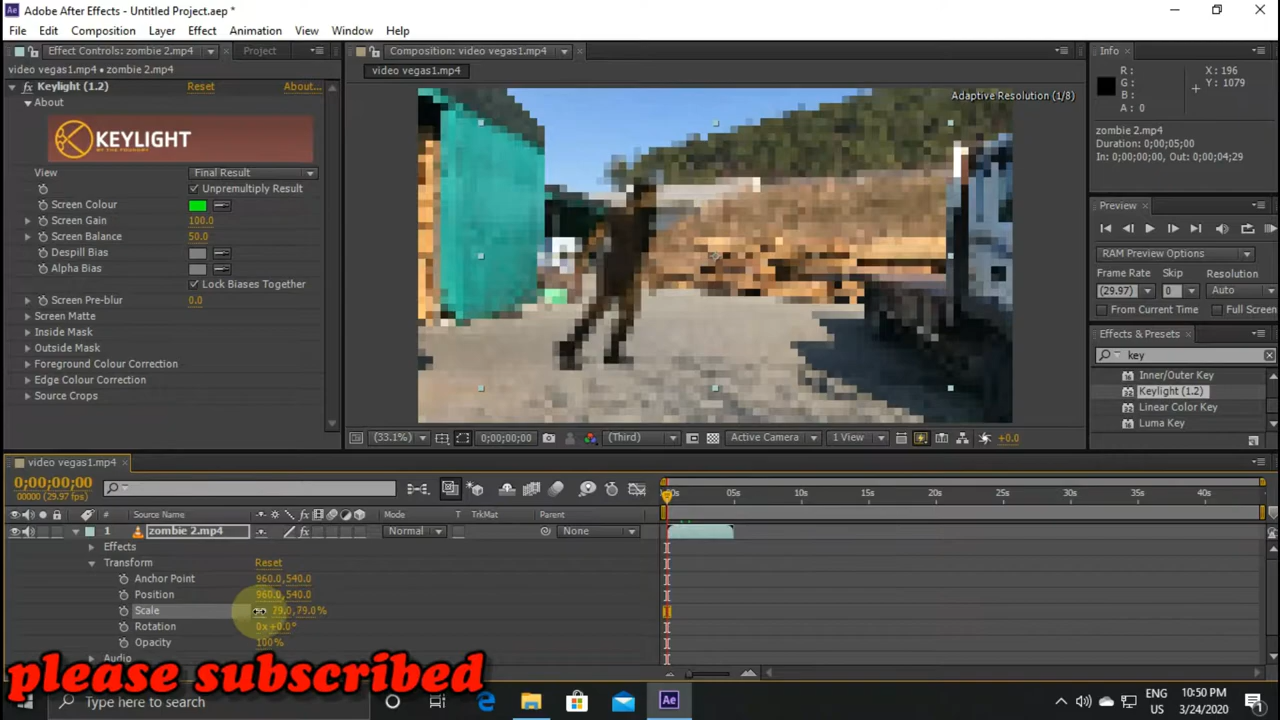 Adobe After Effects - Untitled Project.aep *
File Edit Composition Layer Effect Animation View Window Help
Effect Controls: zombie 2.mp4 Project
video vegas1.mp4 • zombie 2.mp4
Keylight (1.2) Reset About...
About
KEYLIGHT
BY THE FOUNDRY
View Final Result
Unpremultiply Result
Screen Colour
Screen Gain 100.0
Screen Balance 50.0
Despill Bias
Alpha Bias
Lock Biases Together
Screen Pre-blur 0.0
Screen Matte
Inside Mask
Outside Mask
Foreground Colour Correction
Edge Colour Correction
Source Crops
Composition: video vegas1.mp4
video vegas1.mp4
Adaptive Resolution (1/8)
(33.1%) 0;00;00;00 (Third) Active Camera 1 View +0.0
Info
R: X: 196
G: Y: 1079
B:
A: 0
zombie 2.mp4
Duration: 0;00;05;00
In: 0;00;00;00, Out: 0;00;04;29
Preview
RAM Preview Options
Frame Rate Skip Resolution
(29.97) 0 Auto
From Current Time Full Screen
Effects & Presets
key
Inner/Outer Key
Keylight (1.2)
Linear Color Key
Luma Key
video vegas1.mp4
0;00;00;00
00000 (29.97 fps)
05s 10s 15s 20s 25s 30s 35s 40s
# Source Name Mode T TrkMat Parent
1 zombie 2.mp4 Normal None
Effects
Transform Reset
Anchor Point 960.0,540.0
Position 960.0,540.0
Scale 79.0,79.0%
Rotation 0x+0.0°
Opacity 100%
Audio
please subscribed
Type here to search
Ae
ENG
US
10:50 PM
3/24/2020